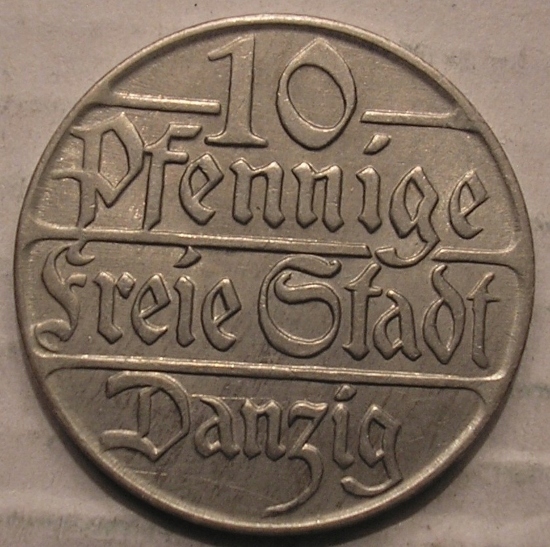 10
Pfennige
Freie Stadt
Danzig